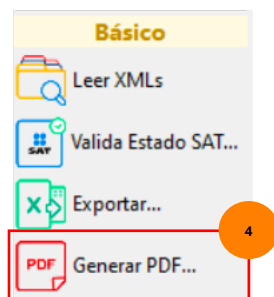 Básico
Leer XMLs
SAT Valida Estado SAT...
X Exportar...
4
PDF Generar PDF...